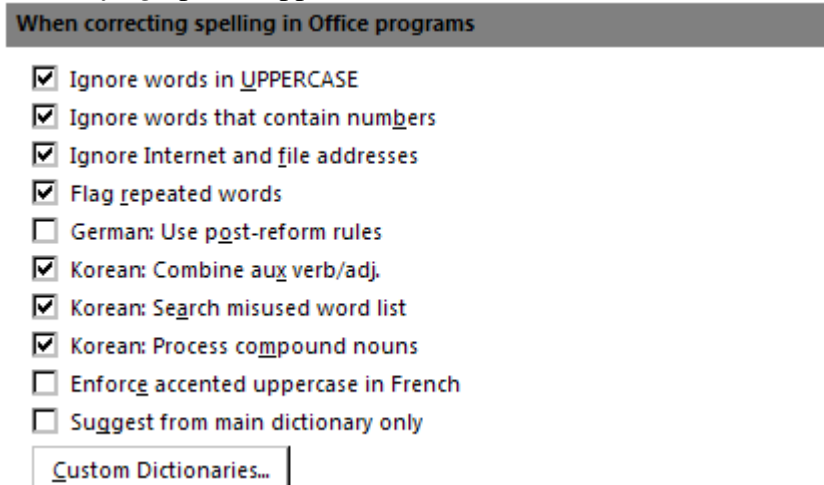 When correcting spelling in Office programs
Ignore words in UPPERCASE
Ignore words that contain numbers
Ignore Internet and file addresses
Flag repeated words
German: Use post-reform rules
Korean: Combine aux verb/adj.
Korean: Search misused word list
Korean: Process compound nouns
Enforce accented uppercase in French
Suggest from main dictionary only
Custom Dictionaries...